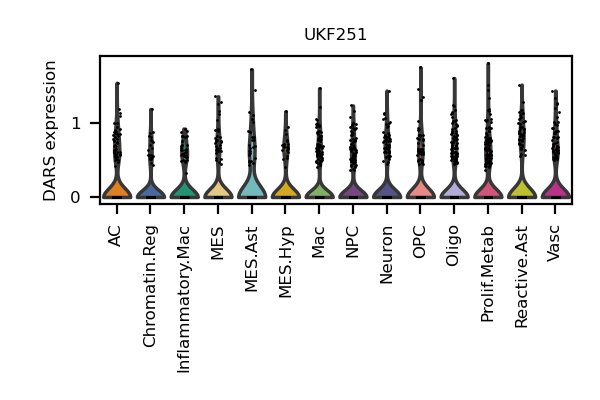 UKF251
DARS expression
1
0
AC
Chromatin.Reg
Inflammatory.Mac
MES
MES.Ast
MES.Hyp
Mac
NPC
Neuron
OPC
Oligo
Prolif.Metab
Reactive.Ast
Vasc